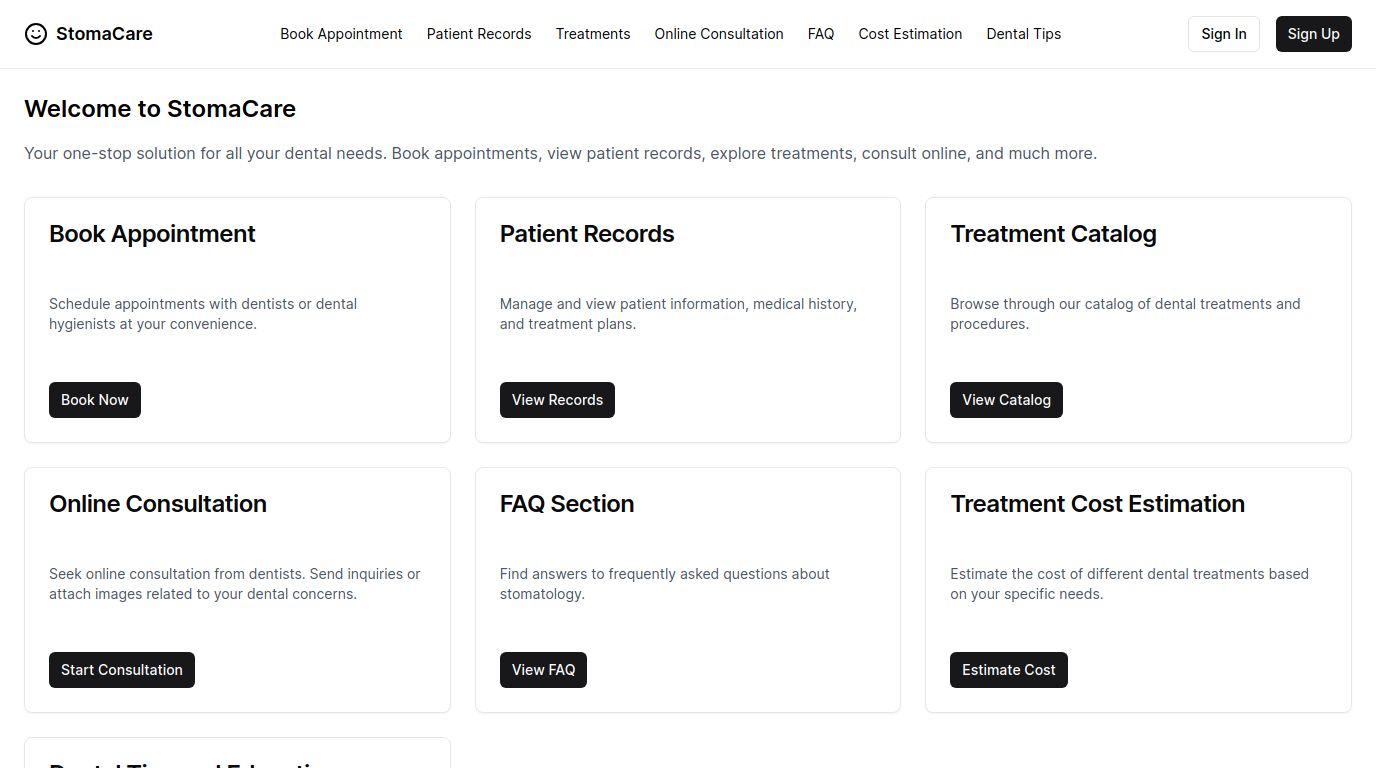 StomaCare
Book Appointment
Patient Records
Treatments
Online Consultation
FAQ
Cost Estimation
Dental Tips
Sign In
Sign Up
Welcome to StomaCare
Your one-stop solution for all your dental needs. Book appointments, view patient records, explore treatments, consult online, and much more.
Book Appointment
Schedule appointments with dentists or dental
hygienists at your convenience.
Book Now
Patient Records
Manage and view patient information, medical history,
and treatment plans.
View Records
Treatment Catalog
Browse through our catalog of dental treatments and
procedures.
View Catalog
Online Consultation
Seek online consultation from dentists. Send inquiries or
attach images related to your dental concerns.
Start Consultation
FAQ Section
Find answers to frequently asked questions about
stomatology.
View FAQ
Treatment Cost Estimation
Estimate the cost of different dental treatments based
on your specific needs.
Estimate Cost